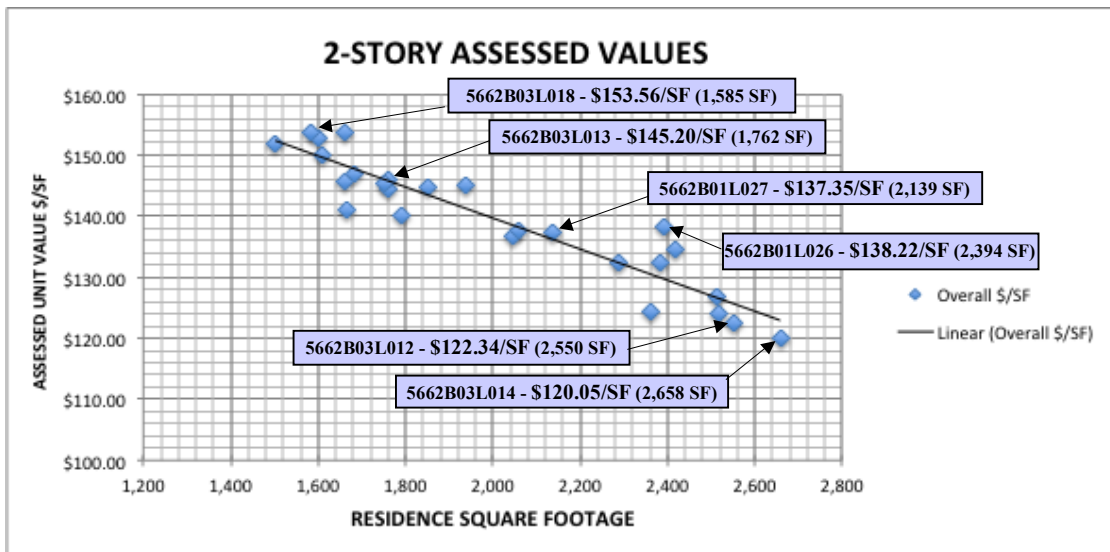 2-STORY ASSESSED VALUES
ASSESSED UNIT VALUE $/SF
$160.00
$150.00
$140.00
$130.00
$120.00
$110.00
$100.00
5662B03L018 - $153.56/SF (1,585 SF)
5662B03L013 - $145.20/SF (1,762 SF)
5662B01L027 - $137.35/SF (2,139 SF)
5662B01L026 - $138.22/SF (2,394 SF)
5662B03L012 - $122.34/SF (2,550 SF)
5662B03L014 - $120.05/SF (2,658 SF)
Overall $/SF
Linear (Overall $/SF)
1,200 1,400 1,600 1,800 2,000 2,200 2,400 2,600 2,800
RESIDENCE SQUARE FOOTAGE